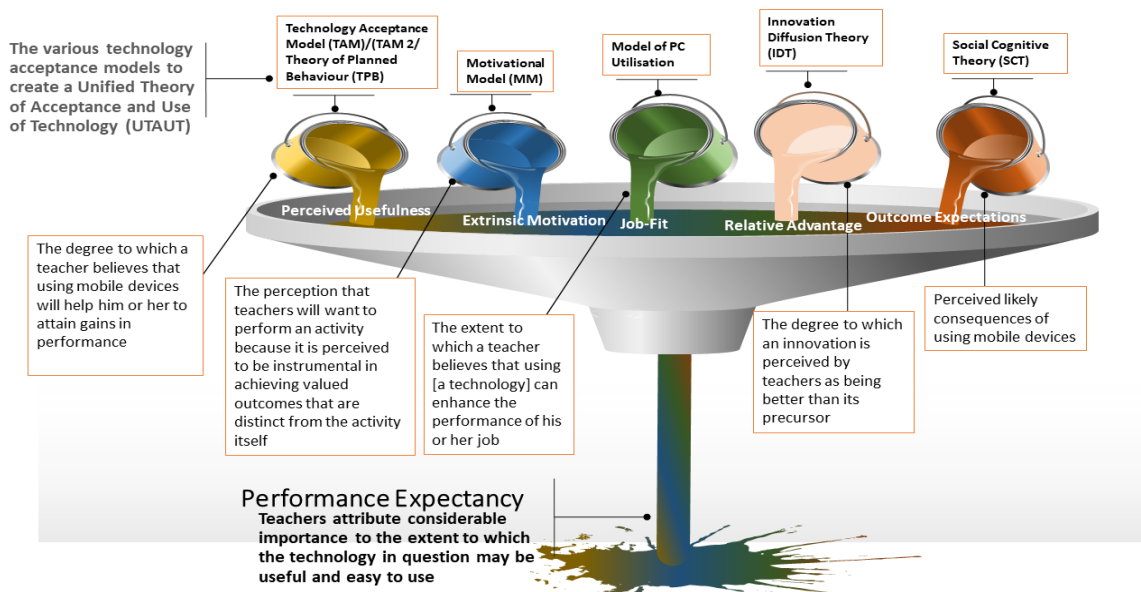 The various technology
acceptance models to
create a Unified Theory
of Acceptance and Use
of Technology (UTAUT)
Technology Acceptance
Model (TAM)/(TAM 2/
Theory of Planned
Behaviour (TPB)
Motivational
Model (MM)
Model of PC
Utilisation
Innovation
Diffusion Theory
(IDT)
Social Cognitive
Theory (SCT)
Perceived Usefulness
Extrinsic Motivation
Job-Fit
Relative Advantage
Outcome Expectations
The degree to which a
teacher believes that
using mobile devices
will help him or her to
attain gains in
performance
The perception that
teachers will want to
perform an activity
because it is perceived
to be instrumental in
achieving valued
outcomes that are
distinct from the activity
itself
The extent to
which a teacher
believes that using
[a technology] can
enhance the
performance of his
or her job
The degree to which
an innovation is
perceived by
teachers as being
better than its
precursor
Perceived likely
consequences of
using mobile devices
Performance Expectancy
Teachers attribute considerable
importance to the extent to which
the technology in question may be
useful and easy to use